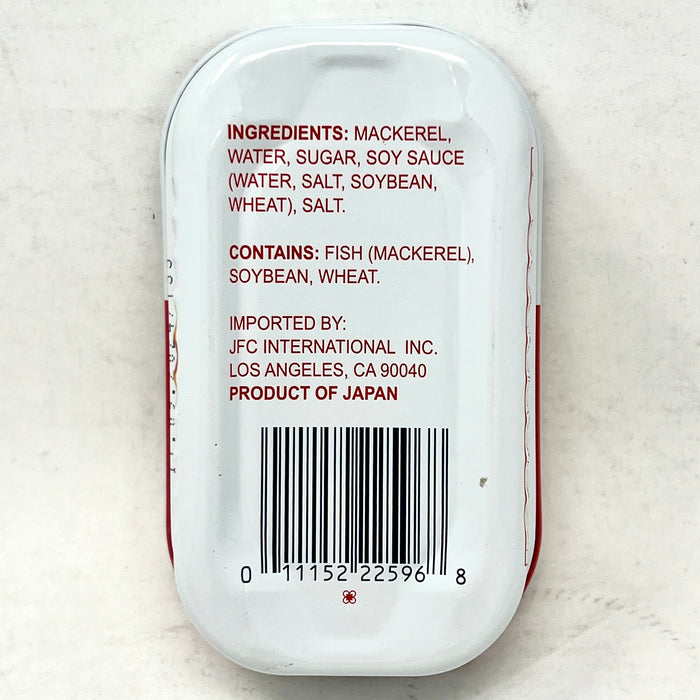 INGREDIENTS: MACKEREL,
WATER, SUGAR, SOY SAUCE
(WATER, SALT, SOYBEAN,
WHEAT), SALT.
CONTAINS: FISH (MACKEREL),
SOYBEAN, WHEAT.
IMPORTED BY:
JFC INTERNATIONAL INC.
LOS ANGELES, CA 90040
PRODUCT OF JAPAN
0 11152 22596 8